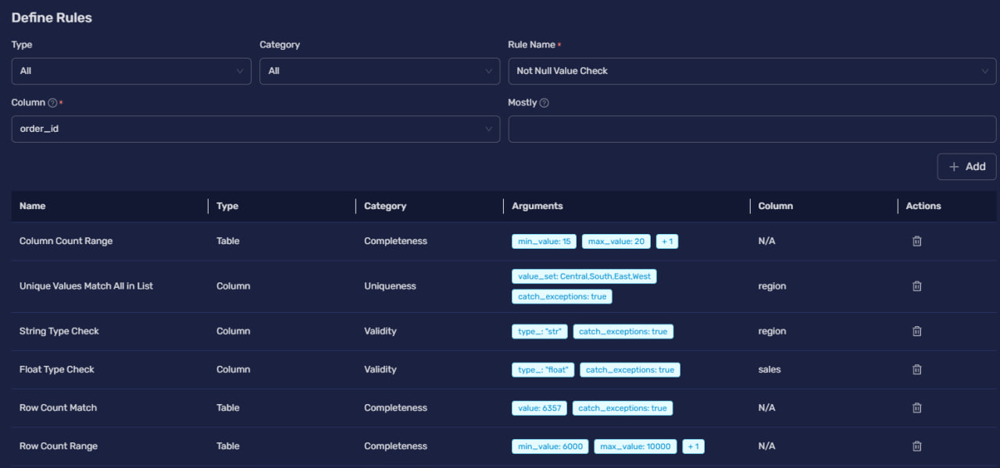 Define Rules
Type Category Rule Name *
All All Not Null Value Check
Column ? * Mostly ?
order_id
+ Add
Name Type Category Arguments Column Actions
Column Count Range Table Completeness min_value: 15 max_value: 20 + 1 N/A
Unique Values Match All in List Column Uniqueness value_set: Central,South,East,West region
catch_exceptions: true
String Type Check Column Validity type_: "str" catch_exceptions: true region
Float Type Check Column Validity type_: "float" catch_exceptions: true sales
Row Count Match Table Completeness value: 6357 catch_exceptions: true N/A
Row Count Range Table Completeness min_value: 6000 max_value: 10000 + 1 N/A